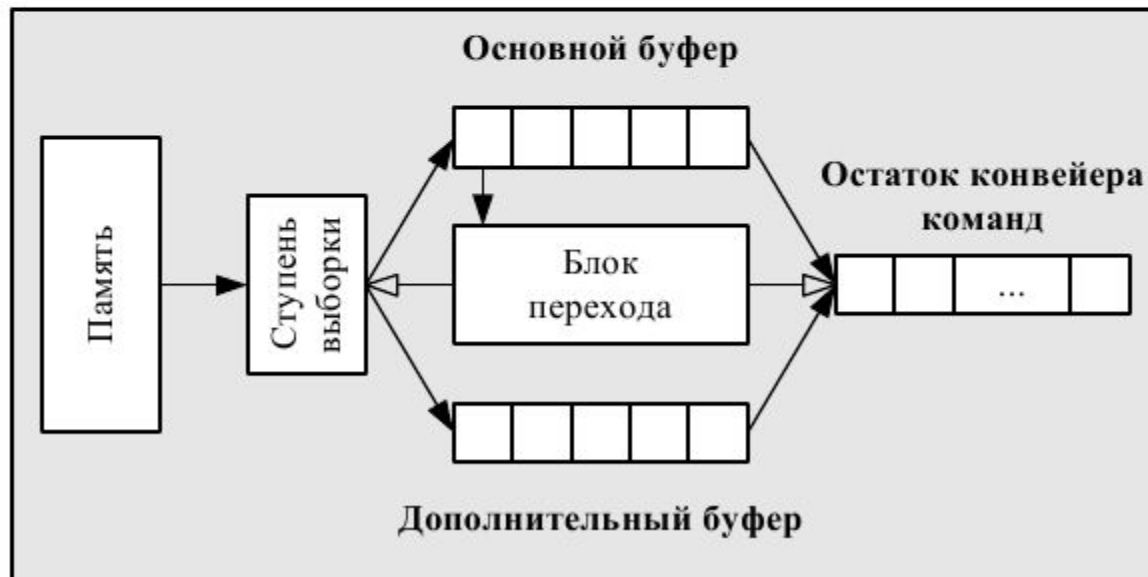 Основной буфер
Память
Ступень
выборки
Блок
перехода
Остаток конвейера
команд
...
Дополнительный буфер